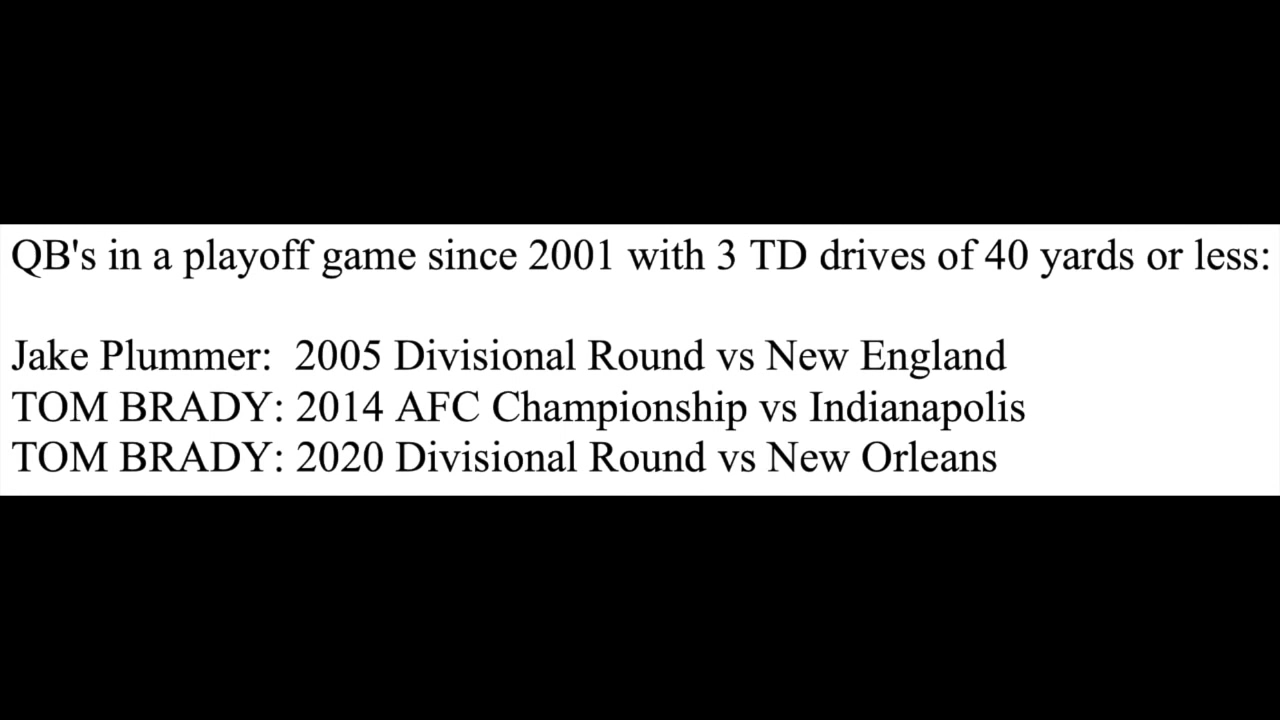 QB's in a playoff game since 2001 with 3 TD drives of 40 yards or less:
Jake Plummer:  2005 Divisional Round vs New England
TOM BRADY: 2014 AFC Championship vs Indianapolis
TOM BRADY: 2020 Divisional Round vs New Orleans